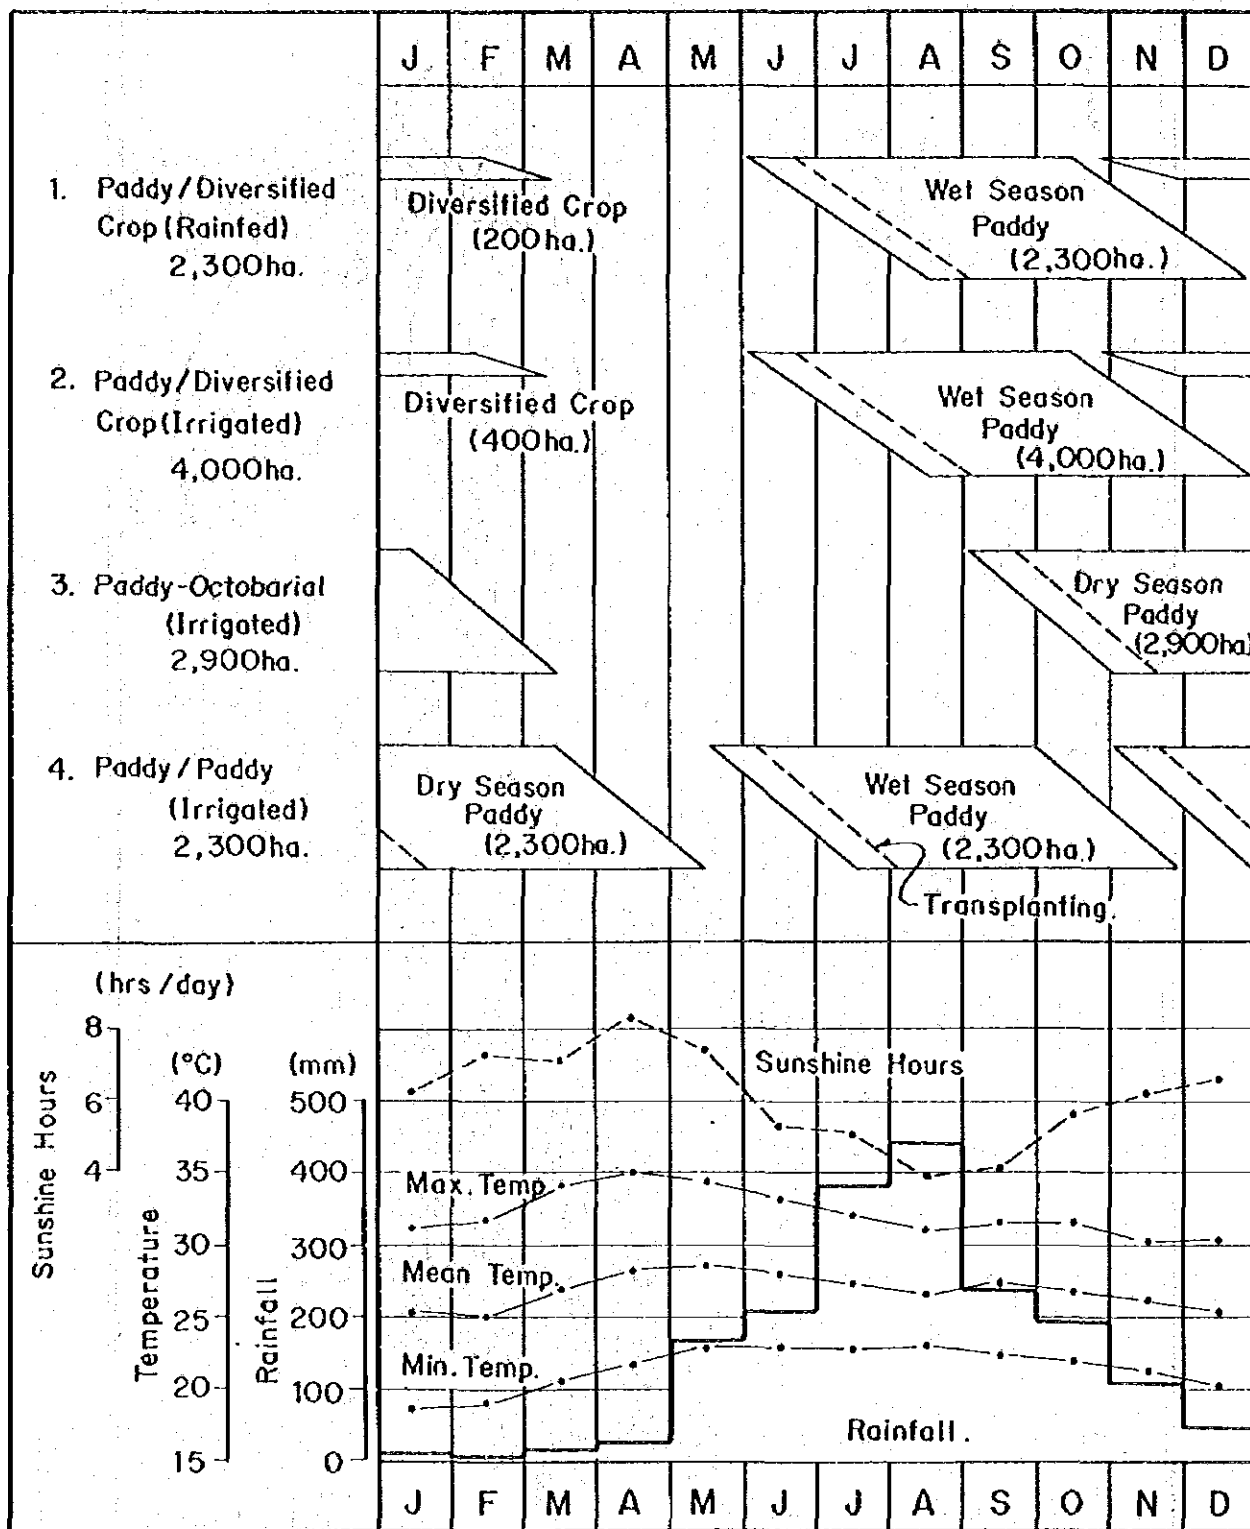 J F M A M J J A S O N D
1. Paddy/Diversified
Crop (Rainfed)
2,300ha.
Diversified Crop
(200ha.)
Wet Season
Paddy
(2,300ha.)
2. Paddy/Diversified
Crop (Irrigated)
4,000ha.
Diversified Crop
(400ha.)
Wet Season
Paddy
(4,000ha.)
3. Paddy-Octobarial
(Irrigated)
2,900ha.
Dry Season
Paddy
(2,900ha)
4. Paddy/Paddy
(Irrigated)
2,300ha.
Dry Season
Paddy
(2,300ha.)
Wet Season
Paddy
(2,300ha.)
Transplanting.
(hrs/day)
8
6
4
Sunshine Hours
(°C)
40
35
30
25
20
15
Temperature
(mm)
500
400
300
200
100
0
Rainfall
Sunshine Hours
Max. Temp
Mean Temp.
Min. Temp.
Rainfall.
J F M A M J J A S O N D